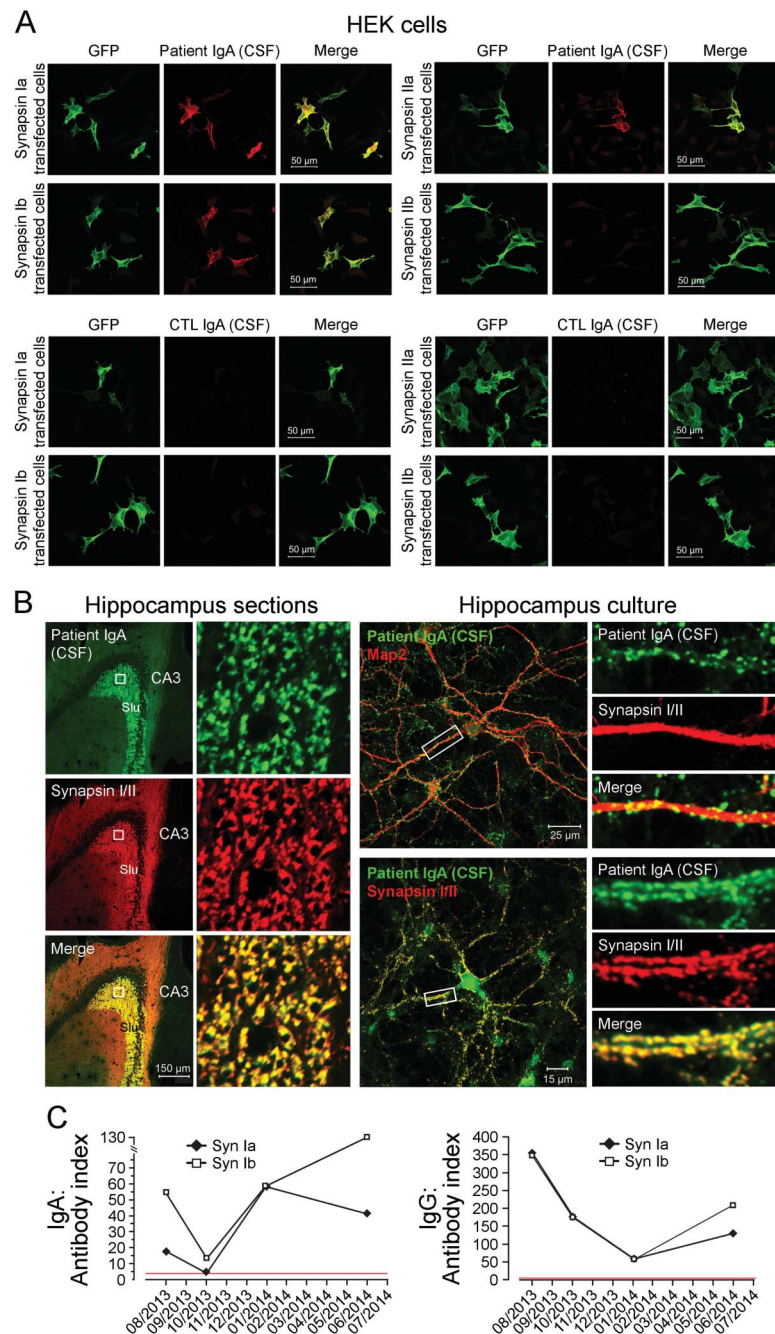 A
HEK cells
GFP Patient IgA (CSF) Merge GFP Patient IgA (CSF) Merge
Synapsin Ia
transfected cells
50 µm
Synapsin IIa
transfected cells
50 µm
Synapsin Ib
transfected cells
50 µm
Synapsin IIb
transfected cells
50 µm
GFP CTL IgA (CSF) Merge GFP CTL IgA (CSF) Merge
Synapsin Ia
transfected cells
50 µm
Synapsin IIa
transfected cells
50 µm
Synapsin Ib
transfected cells
50 µm
Synapsin IIb
transfected cells
50 µm
B
Hippocampus sections Hippocampus culture
Patient IgA
(CSF)
CA3
Slu
Synapsin I/II
CA3
Slu
Merge
CA3
Slu
150 µm
Patient IgA (CSF)
Map2
25 µm
Patient IgA (CSF)
Synapsin I/II
Merge
Patient IgA (CSF)
Synapsin I/II
15 µm
Patient IgA (CSF)
Synapsin I/II
Merge
C
IgA:
Antibody index
130
70
60
50
40
30
20
10
0
Syn Ia
Syn Ib
08/2013 09/2013 10/2013 11/2013 12/2013 01/2014 02/2014 03/2014 04/2014 05/2014 06/2014 07/2014
IgG:
Antibody index
400
350
300
250
200
150
100
50
0
Syn Ia
Syn Ib
08/2013 09/2013 10/2013 11/2013 12/2013 01/2014 02/2014 03/2014 04/2014 05/2014 06/2014 07/2014